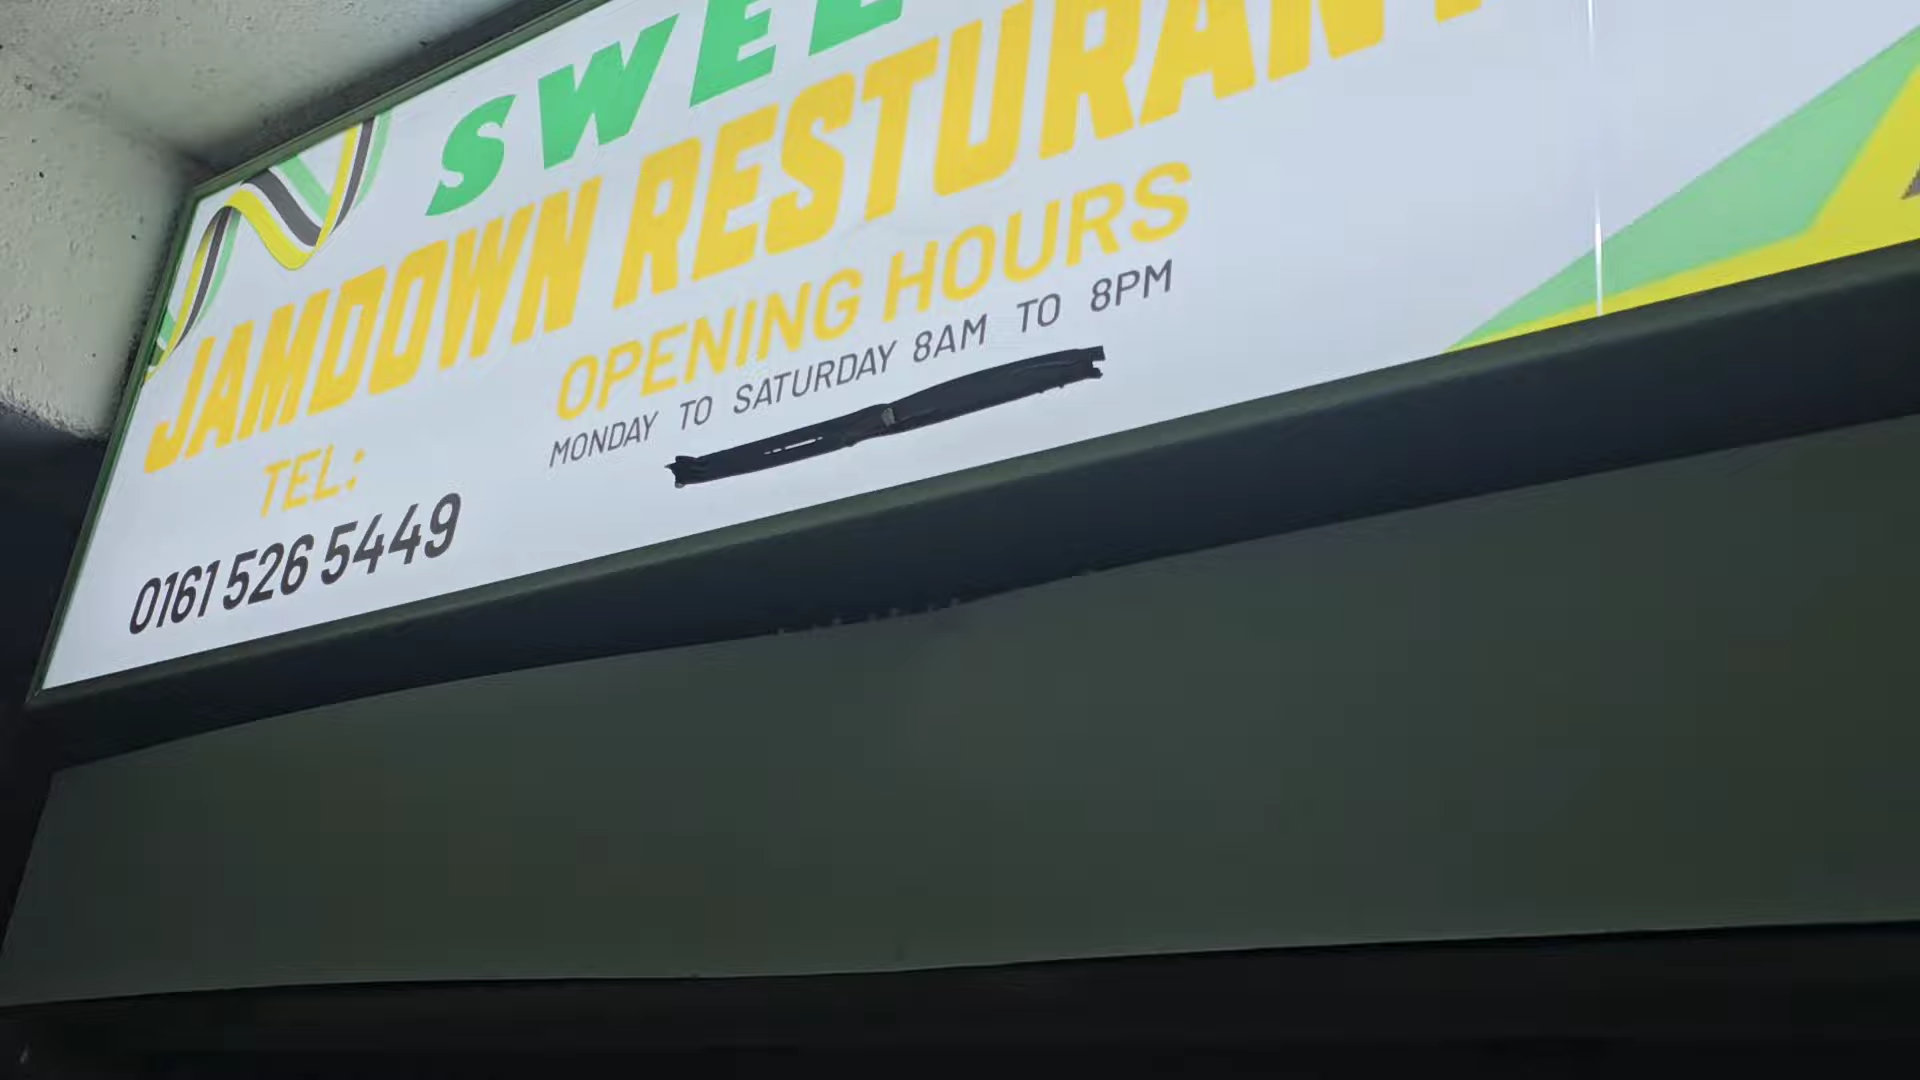 JAMDOWN RESTURANT
OPENING HOURS
MONDAY TO SATURDAY 8AM TO 8PM
TEL:
0161 526 5449